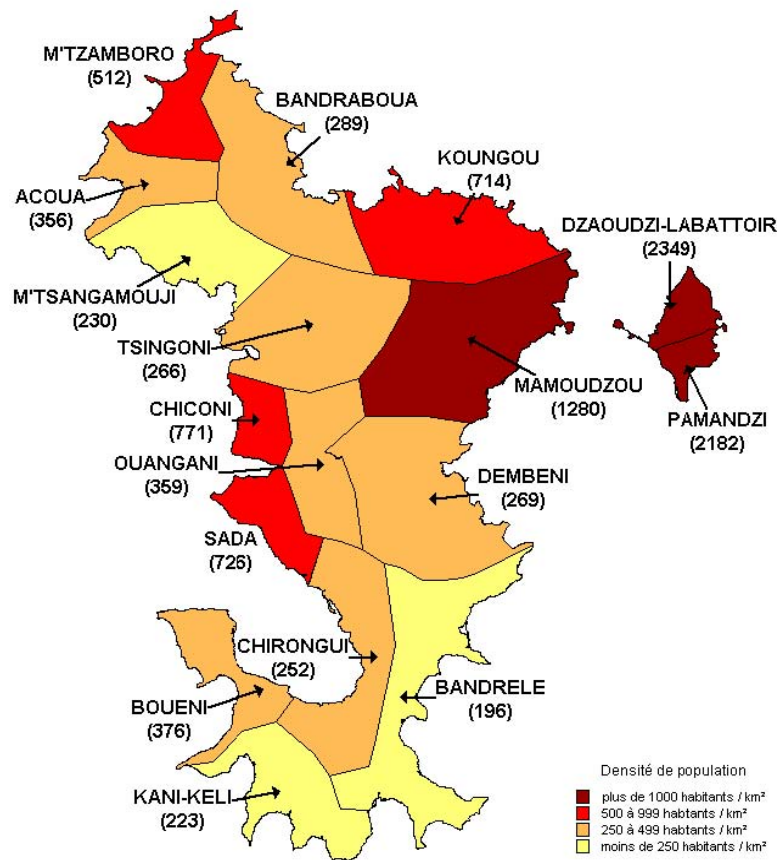 M'TZAMBORO
(512)
BANDRABOUA
(289)
KOUNGOU
(714)
ACOUA
(356)
DZAOUDZI-LABATTOIR
(2349)
M'TSANGAMOUJI
(230)
TSINGONI
(266)
MAMOUDZOU
(1280)
CHICONI
(771)
PAMANDZI
(2182)
OUANGANI
(359)
DEMBENI
(269)
SADA
(726)
CHIRONGUI
(252)
BANDRELE
(196)
BOUENI
(376)
KANI-KELI
(223)
Densité de population
plus de 1000 habitants / km²
500 à 999 habtants / km²
250 à 499 habtants / km²
moins de 250 habitants / km²